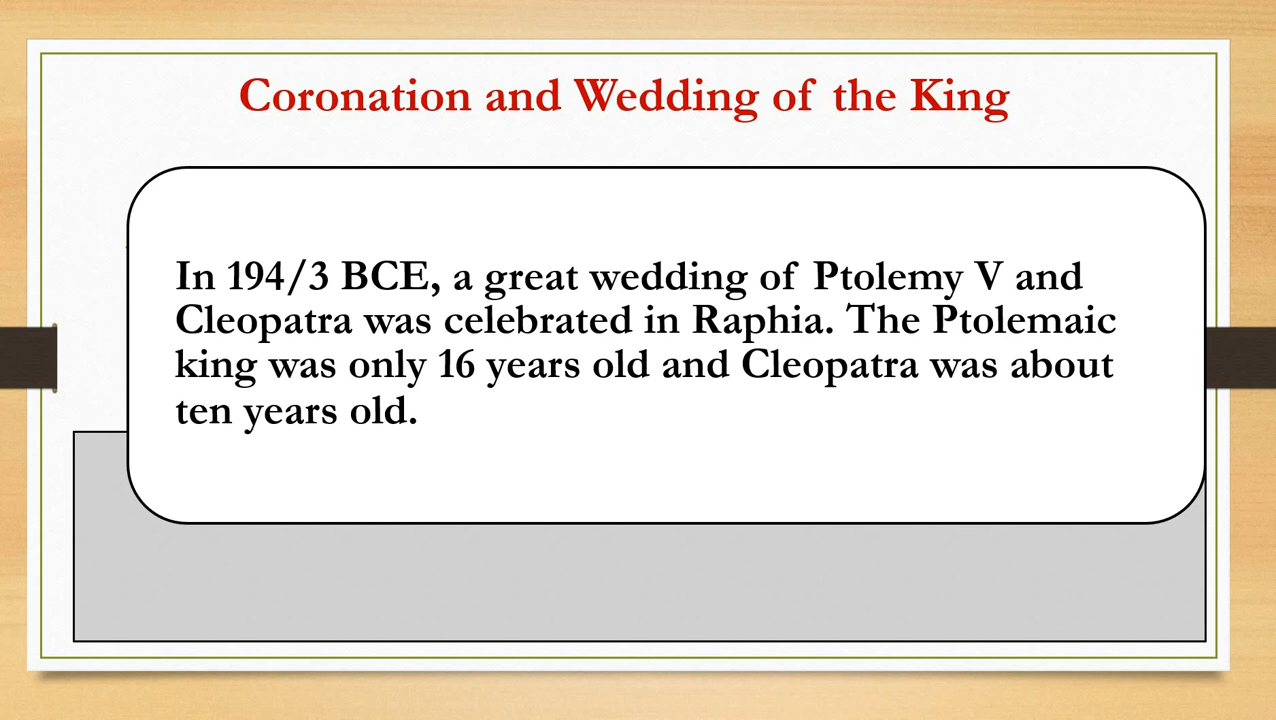 Coronation and Wedding of the King
In 194/3 BCE, a great wedding of Ptolemy V and
Cleopatra was celebrated in Raphia. The Ptolemaic
king was only 16 years old and Cleopatra was about
ten years old.